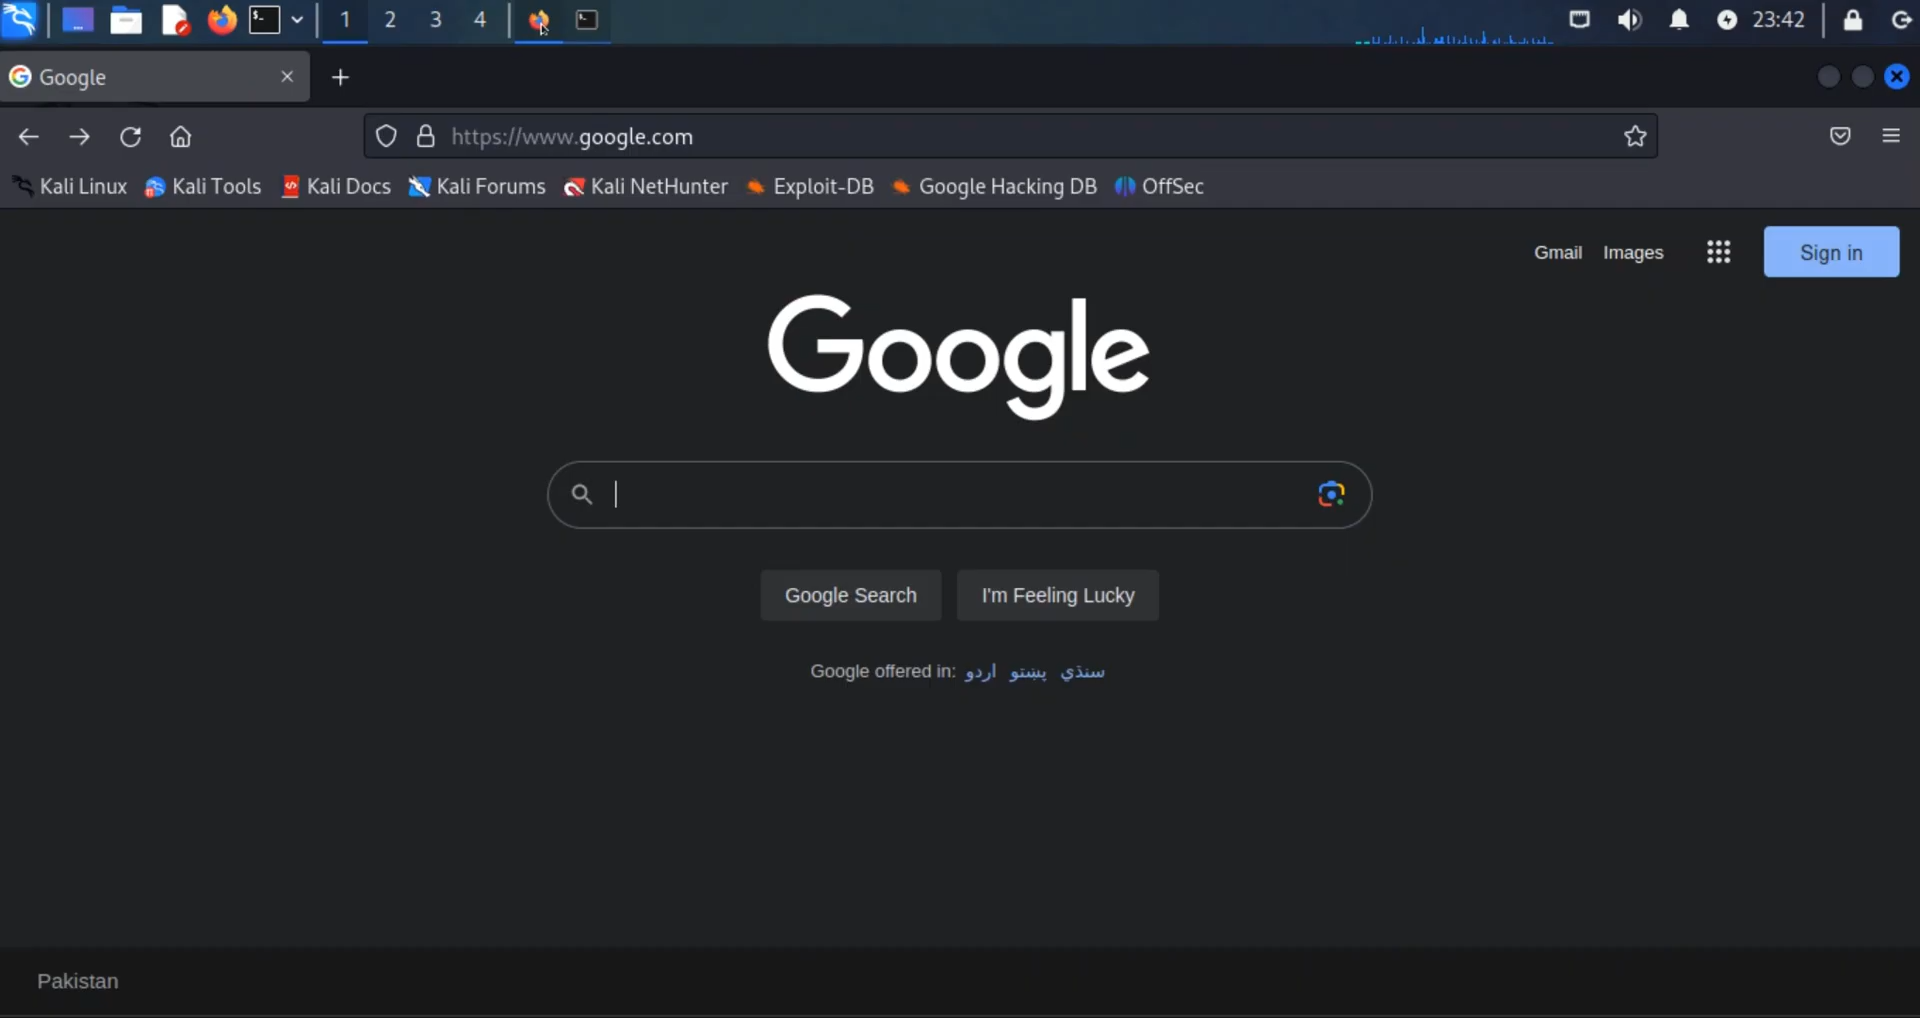 1 2 3 4 23:42
Google
https://www.google.com
Kali Linux Kali Tools Kali Docs Kali Forums Kali NetHunter Exploit-DB Google Hacking DB OffSec
Gmail Images Sign in
Google
Google Search I'm Feeling Lucky
Google offered in: اردو پښتو سنڌي
Pakistan